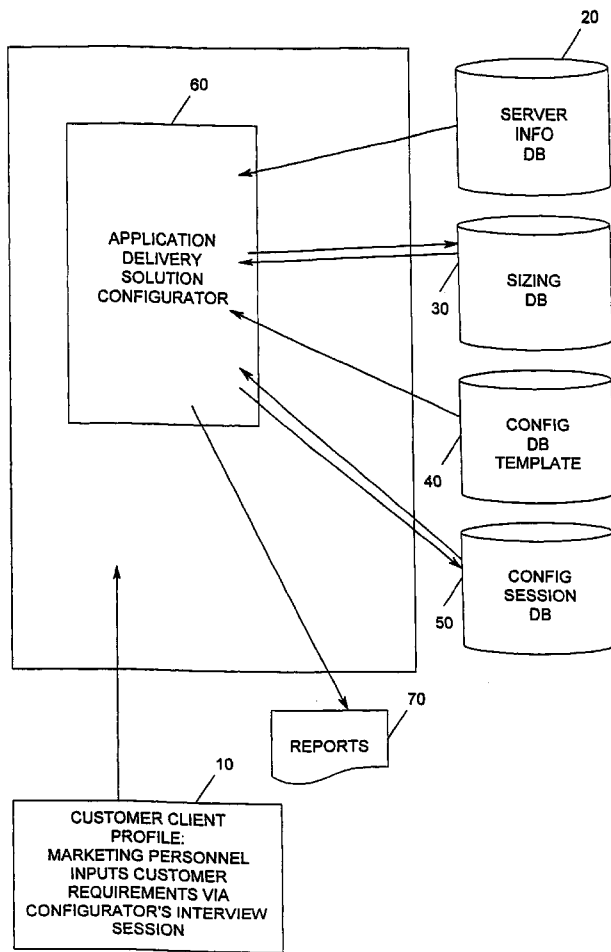 20
60
SERVER
INFO
DB
APPLICATION
DELIVERY
SOLUTION
CONFIGURATOR
30
SIZING
DB
40
CONFIG
DB
TEMPLATE
50
CONFIG
SESSION
DB
70
REPORTS
10
CUSTOMER CLIENT
PROFILE:
MARKETING PERSONNEL
INPUTS CUSTOMER
REQUIREMENTS VIA
CONFIGURATOR'S INTERVIEW
SESSION